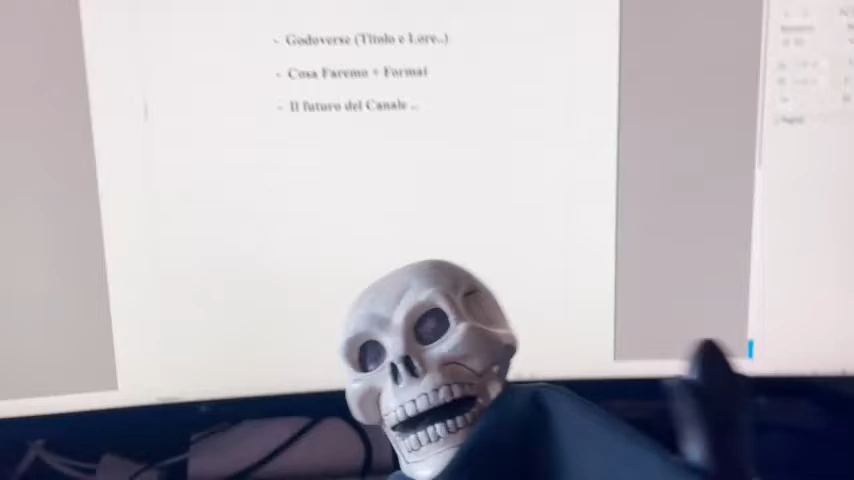 - Godoverse (Titolo e Lore..)
- Cosa Faremo + Format
- Il futuro del Canale ..